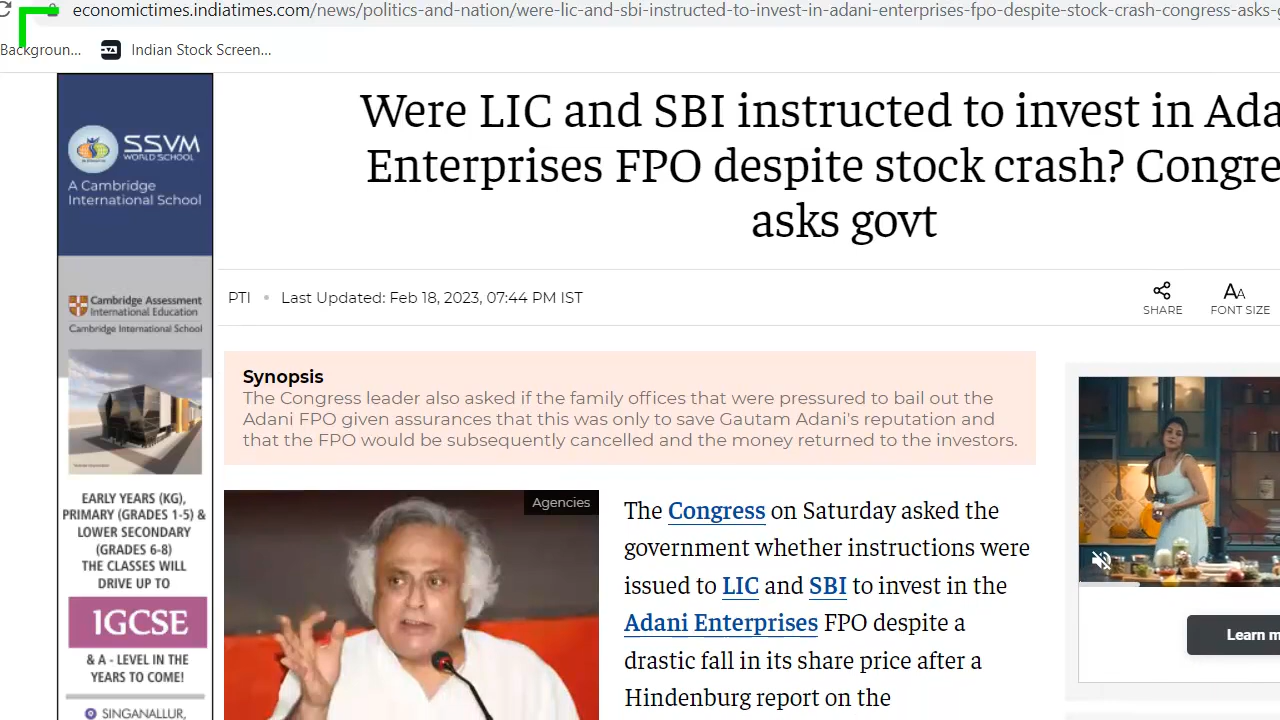 economictimes.indiatimes.com/news/politics-and-nation/were-lic-and-sbi-instructed-to-invest-in-adani-enterprises-fpo-despite-stock-crash-congress-asks-g
Backgroun...
Indian Stock Screen...
SSVM
WORLD SCHOOL
A Cambridge
International School
Cambridge Assessment
International Education
Cambridge International School
EARLY YEARS (KG),
PRIMARY (GRADES 1-5) &
LOWER SECONDARY
(GRADES 6-8)
THE CLASSES WILL
DRIVE UP TO
IGCSE
& A - LEVEL IN THE
YEARS TO COME!
SINGANALLUR,
Were LIC and SBI instructed to invest in Ada
Enterprises FPO despite stock crash? Congre
asks govt
PTI • Last Updated: Feb 18, 2023, 07:44 PM IST
SHARE
FONT SIZE
Synopsis
The Congress leader also asked if the family offices that were pressured to bail out the
Adani FPO given assurances that this was only to save Gautam Adani's reputation and
that the FPO would be subsequently cancelled and the money returned to the investors.
Agencies
The Congress on Saturday asked the
government whether instructions were
issued to LIC and SBI to invest in the
Adani Enterprises FPO despite a
drastic fall in its share price after a
Hindenburg report on the
Learn m